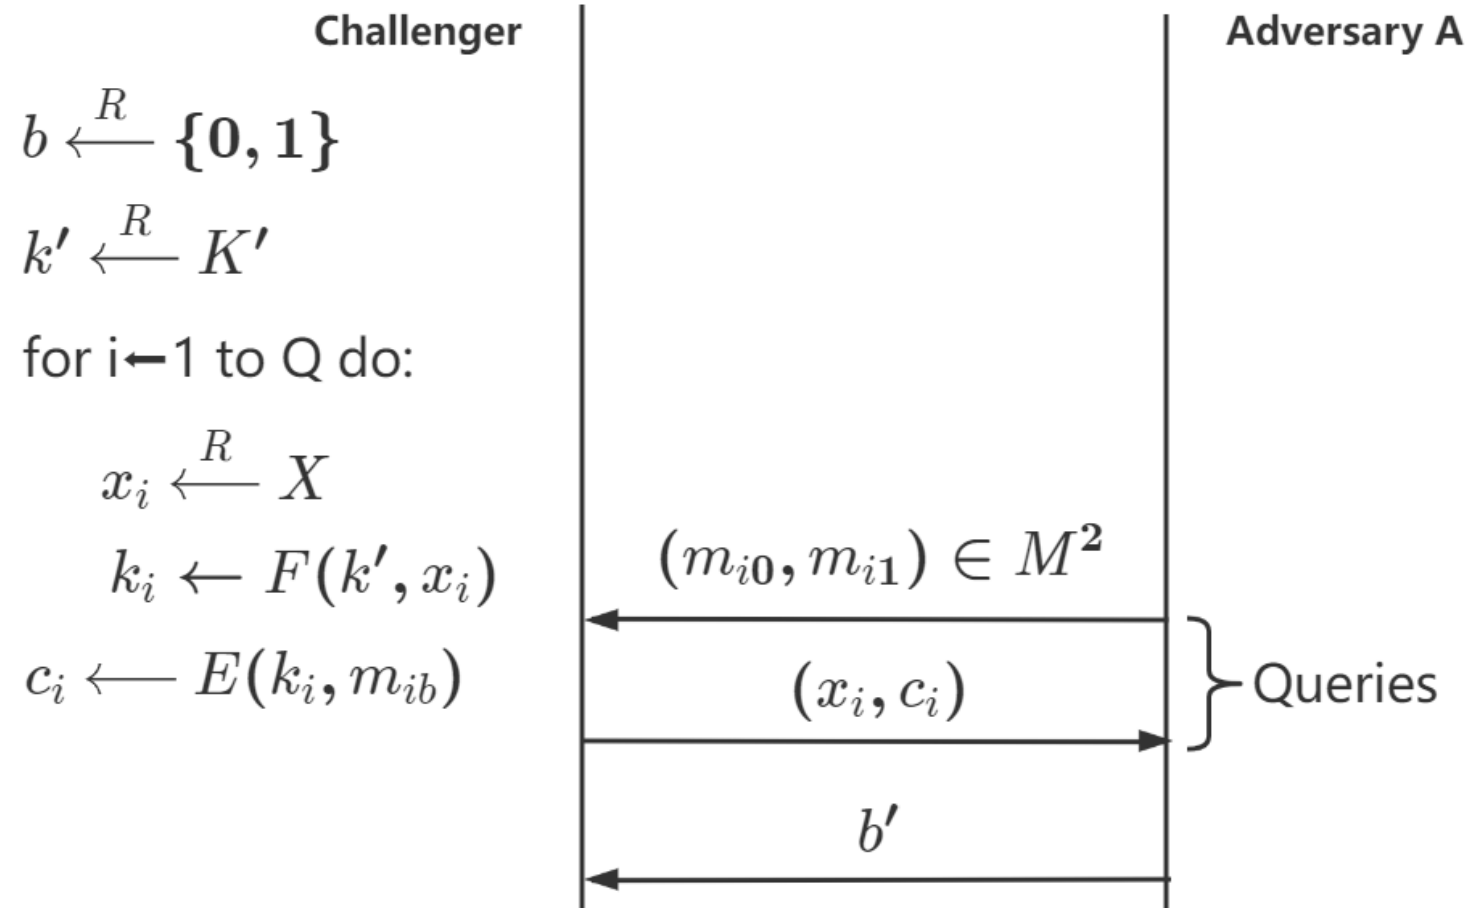 Challenger
Adversary A
b ←R {0, 1}
k′ ←R K′
for i←1 to Q do:
x_i ←R X
k_i ← F(k′, x_i)
c_i ← E(k_i, m_ib)
(m_i0, m_i1) ∈ M²
(x_i, c_i)
Queries
b′